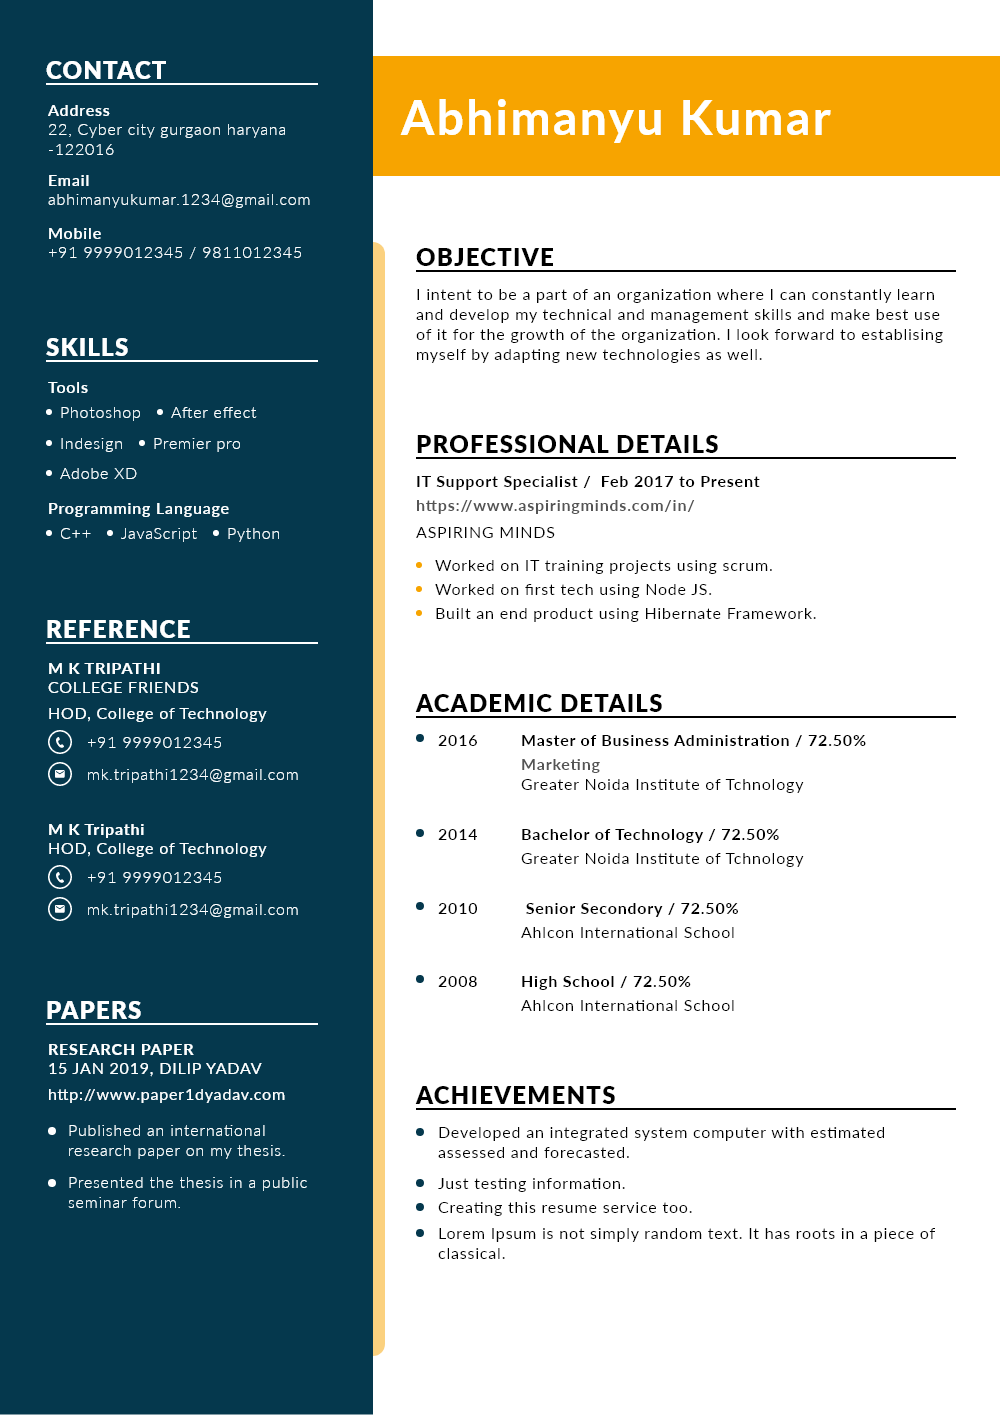 CONTACT
Address
22, Cyber city gurgaon haryana
-122016
Email
abhimanyukumar.1234@gmail.com
Mobile
+91 9999012345 / 9811012345
SKILLS
Tools
• Photoshop • After effect
• Indesign • Premier pro
• Adobe XD
Programming Language
• C++ • JavaScript • Python
REFERENCE
M K TRIPATHI
COLLEGE FRIENDS
HOD, College of Technology
+91 9999012345
mk.tripathi1234@gmail.com
M K Tripathi
HOD, College of Technology
+91 9999012345
mk.tripathi1234@gmail.com
PAPERS
RESEARCH PAPER
15 JAN 2019, DILIP YADAV
http://www.paper1dyadav.com
• Published an international
research paper on my thesis.
• Presented the thesis in a public
seminar forum.
Abhimanyu Kumar
OBJECTIVE
I intent to be a part of an organization where I can constantly learn
and develop my technical and management skills and make best use
of it for the growth of the organization. I look forward to establising
myself by adapting new technologies as well.
PROFESSIONAL DETAILS
IT Support Specialist / Feb 2017 to Present
https://www.aspiringminds.com/in/
ASPIRING MINDS
• Worked on IT training projects using scrum.
• Worked on first tech using Node JS.
• Built an end product using Hibernate Framework.
ACADEMIC DETAILS
• 2016 Master of Business Administration / 72.50%
Marketing
Greater Noida Institute of Tchnology
• 2014 Bachelor of Technology / 72.50%
Greater Noida Institute of Tchnology
• 2010 Senior Secondory / 72.50%
Ahlcon International School
• 2008 High School / 72.50%
Ahlcon International School
ACHIEVEMENTS
• Developed an integrated system computer with estimated
assessed and forecasted.
• Just testing information.
• Creating this resume service too.
• Lorem Ipsum is not simply random text. It has roots in a piece of
classical.